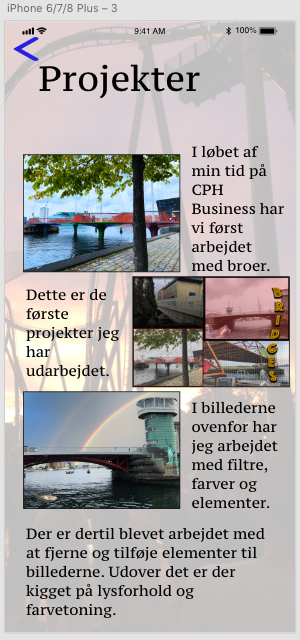 iPhone 6/7/8 Plus – 3
9:41 AM
100%
Projekter
I løbet af
min tid på
CPH
Business har
vi først
arbejdet
med broer.
Dette er de
første
projekter jeg
har
udarbejdet.
BRIDGES
I billederne
ovenfor har
jeg arbejdet
med filtre,
farver og
elementer.
Der er dertil blevet arbejdet med
at fjerne og tilføje elementer til
billederne. Udover det er der
kigget på lysforhold og
farvetoning.